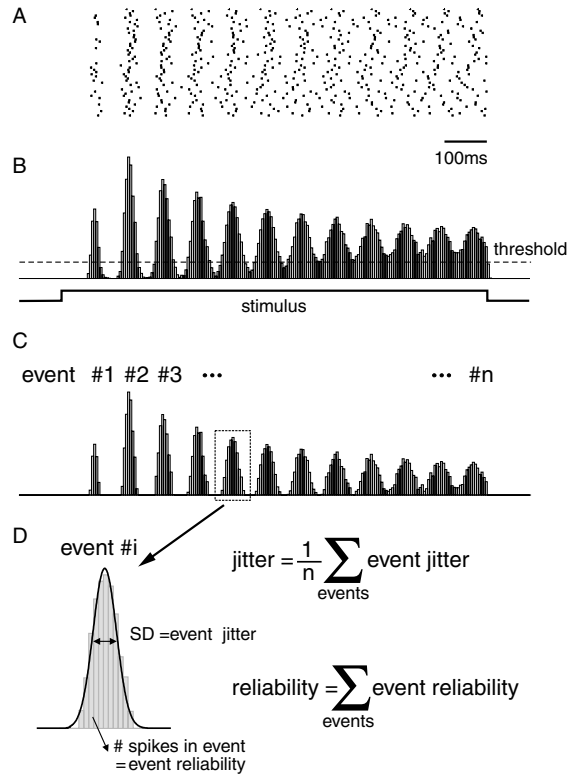 A
100ms
B
threshold
stimulus
C
event #1 #2 #3 ... ... #n
D
event #i
jitter = 1/n ∑ event jitter
events
SD =event jitter
reliability = ∑ event reliability
events
# spikes in event
= event reliability